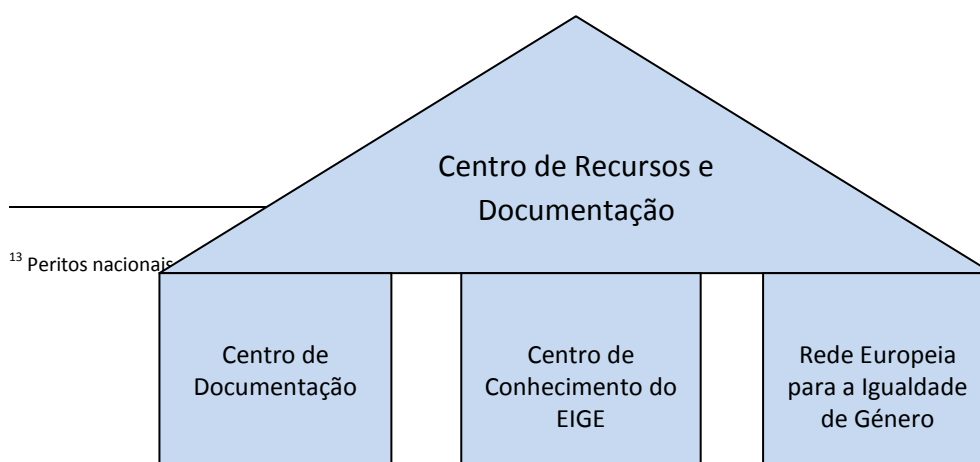 Centro de Recursos e
Documentação
¹³ Peritos nacionais
Centro de
Documentação
Centro de
Conhecimento do
EIGE
Rede Europeia
para a Igualdade
de Género